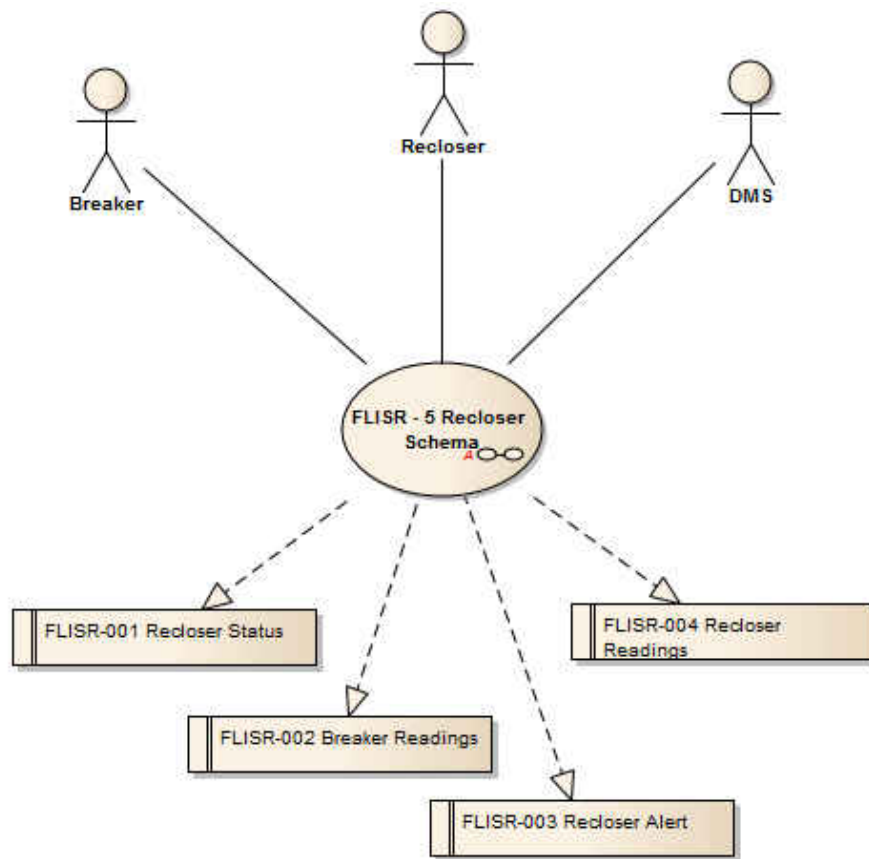 Recloser
Breaker
DMS
FLISR - 5 Recloser
Schema
A
FLISR-001 Recloser Status
FLISR-004 Recloser
Readings
FLISR-002 Breaker Readings
FLISR-003 Recloser Alert